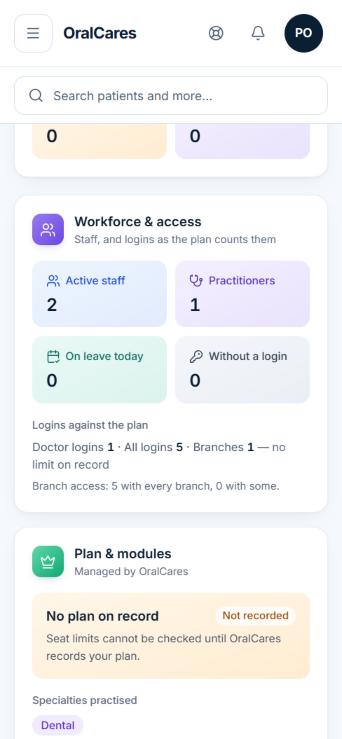 OralCares
PO
Search patients and more...
0
0
Workforce & access
Staff, and logins as the plan counts them
Active staff
2
Practitioners
1
On leave today
0
Without a login
0
Logins against the plan
Doctor logins 1 · All logins 5 · Branches 1 — no
limit on record
Branch access: 5 with every branch, 0 with some.
Plan & modules
Managed by OralCares
No plan on record
Not recorded
Seat limits cannot be checked until OralCares
records your plan.
Specialties practised
Dental